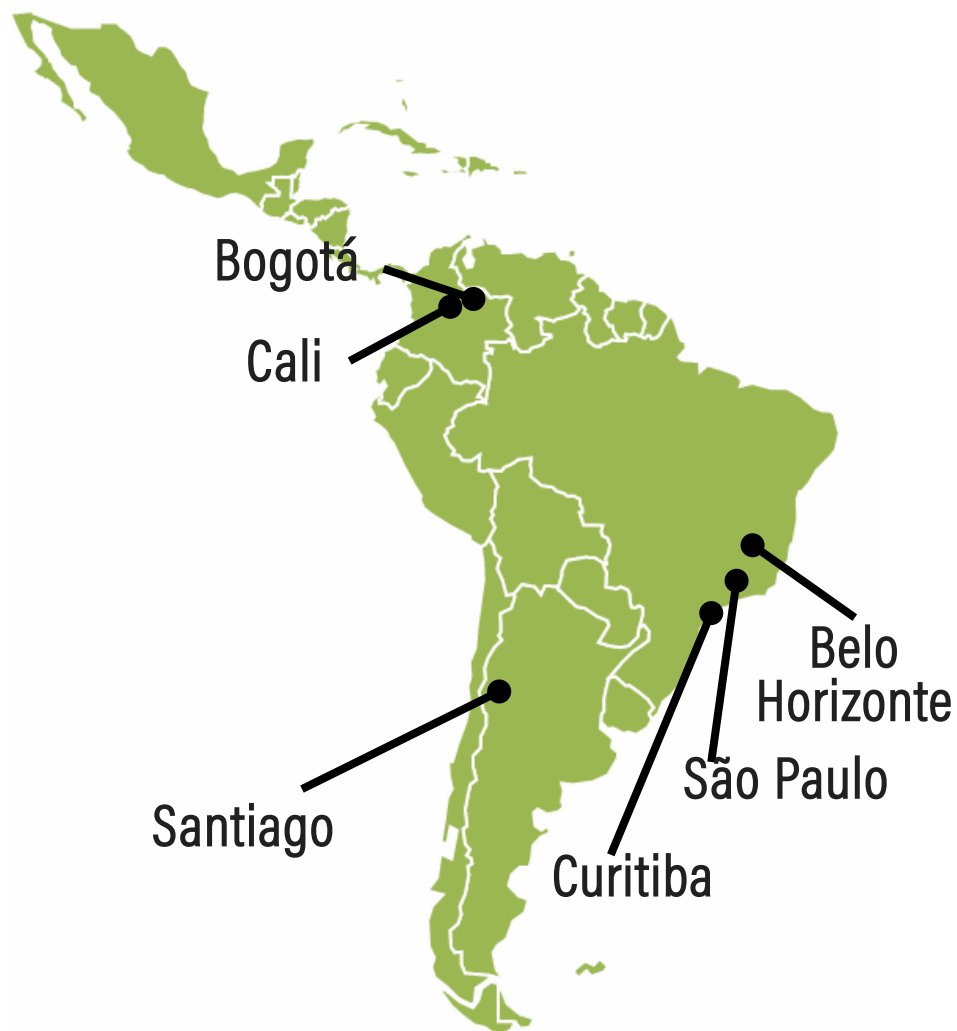 Bogotá
Cali
Belo
Horizonte
São Paulo
Santiago
Curitiba